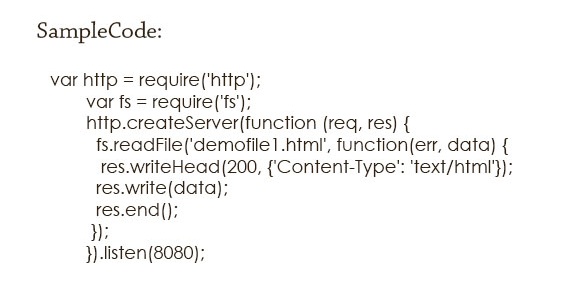 SampleCode:
var http = require('http');
var fs = require('fs');
http.createServer(function (req, res) {
fs.readFile('demofile1.html', function(err, data) {
res.writeHead(200, {'Content-Type': 'text/html'});
res.write(data);
res.end();
});
}).listen(8080);